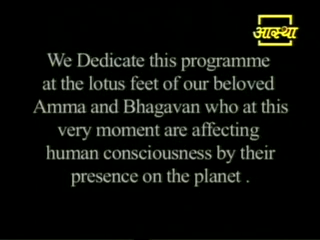 आस्था
We Dedicate this programme
at the lotus feet of our beloved
Amma and Bhagavan who at this
very moment are affecting
human consciousness by their
presence on the planet .